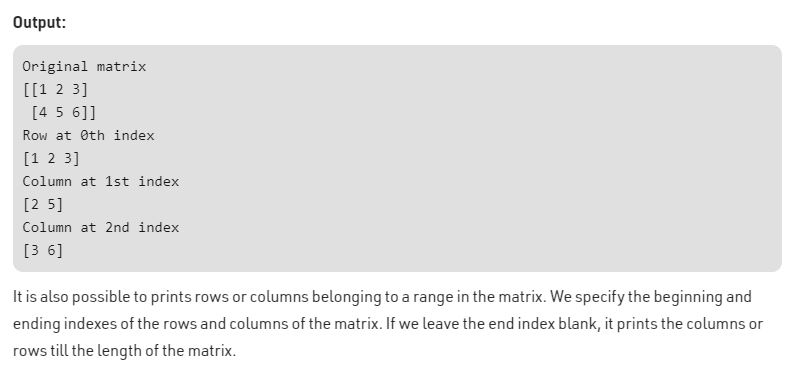 Output:
Original matrix
[[1 2 3]
 [4 5 6]]
Row at 0th index
[1 2 3]
Column at 1st index
[2 5]
Column at 2nd index
[3 6]
It is also possible to prints rows or columns belonging to a range in the matrix. We specify the beginning and
ending indexes of the rows and columns of the matrix. If we leave the end index blank, it prints the columns or
rows till the length of the matrix.